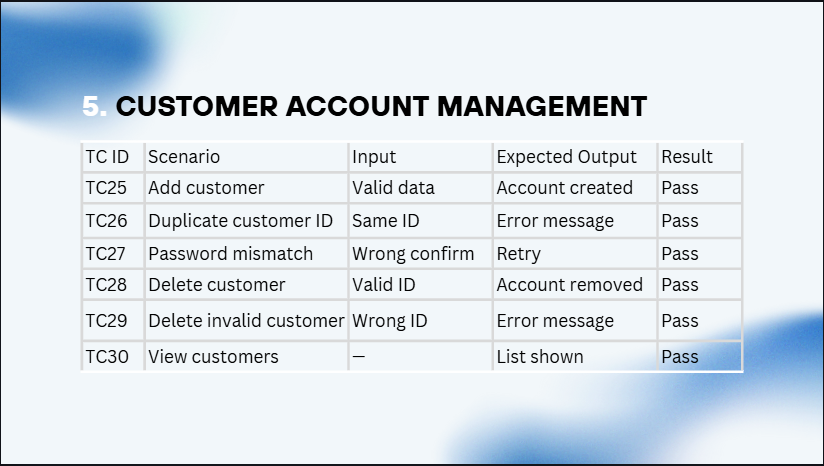 5. CUSTOMER ACCOUNT MANAGEMENT
TC ID Scenario Input Expected Output Result
TC25 Add customer Valid data Account created Pass
TC26 Duplicate customer ID Same ID Error message Pass
TC27 Password mismatch Wrong confirm Retry Pass
TC28 Delete customer Valid ID Account removed Pass
TC29 Delete invalid customer Wrong ID Error message Pass
TC30 View customers — List shown Pass